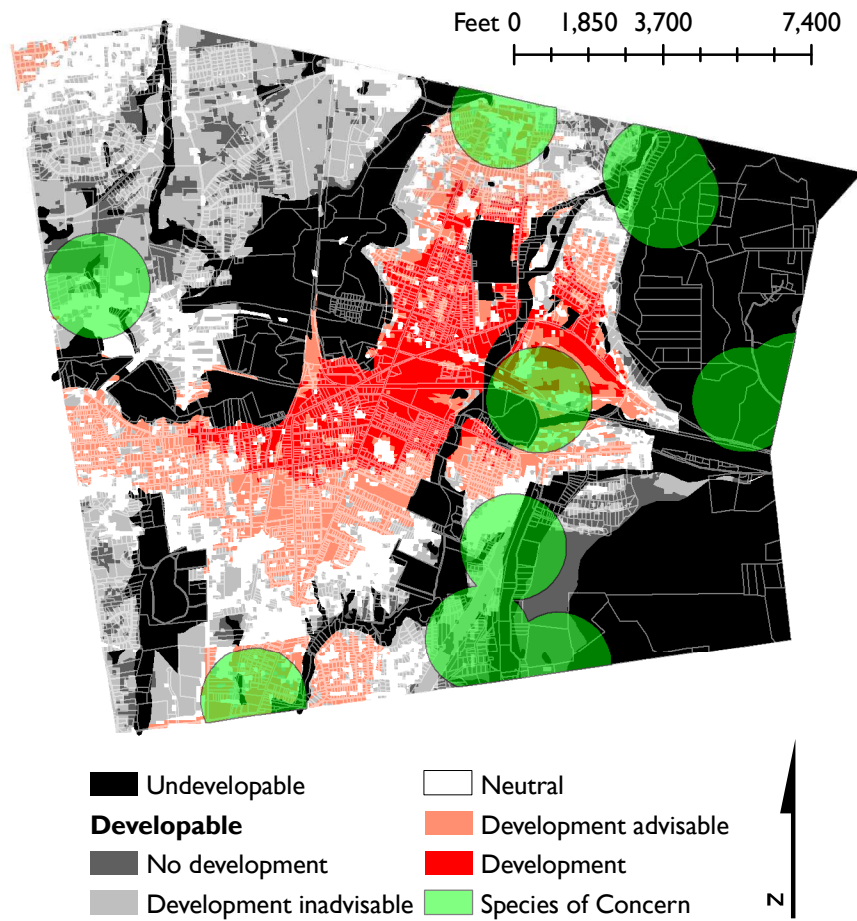 Feet 0 1,850 3,700 7,400
Undevelopable
Developable
No development
Development inadvisable
Neutral
Development advisable
Development
Species of Concern
N